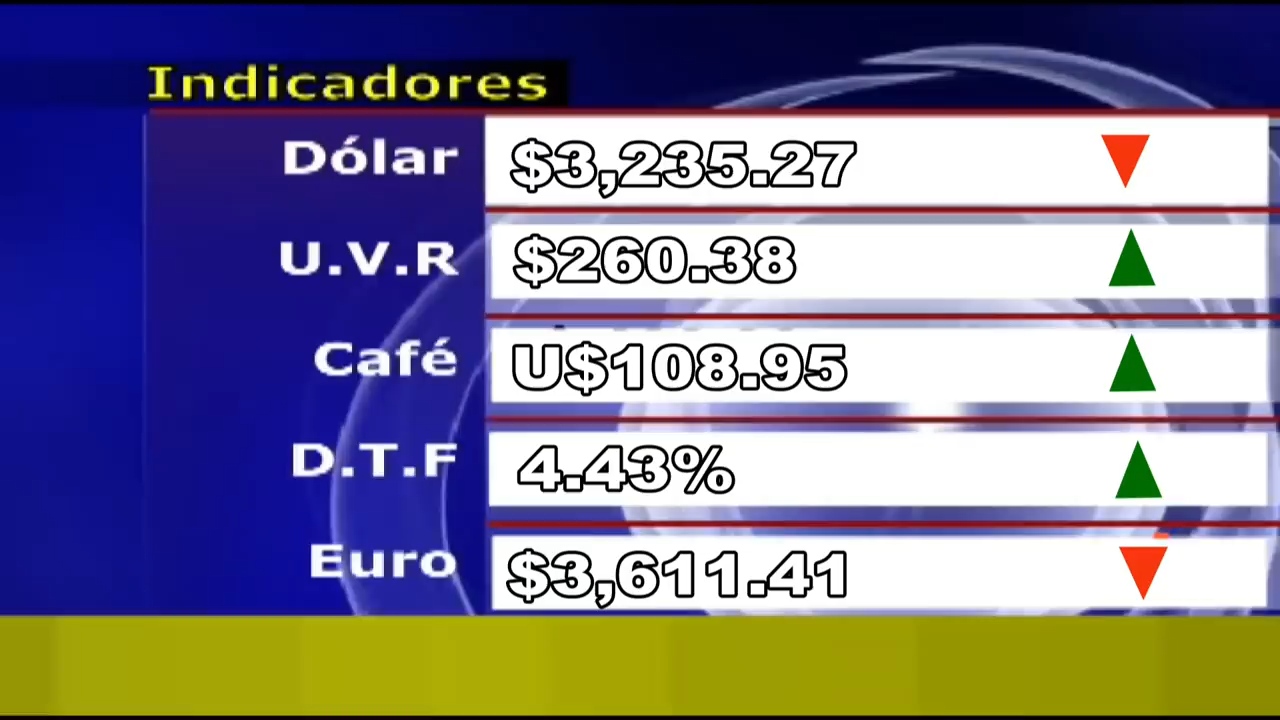 Indicadores
Dólar $3,235.27
U.V.R $260.38
Café U$108.95
D.T.F 4.43%
Euro $3,611.41